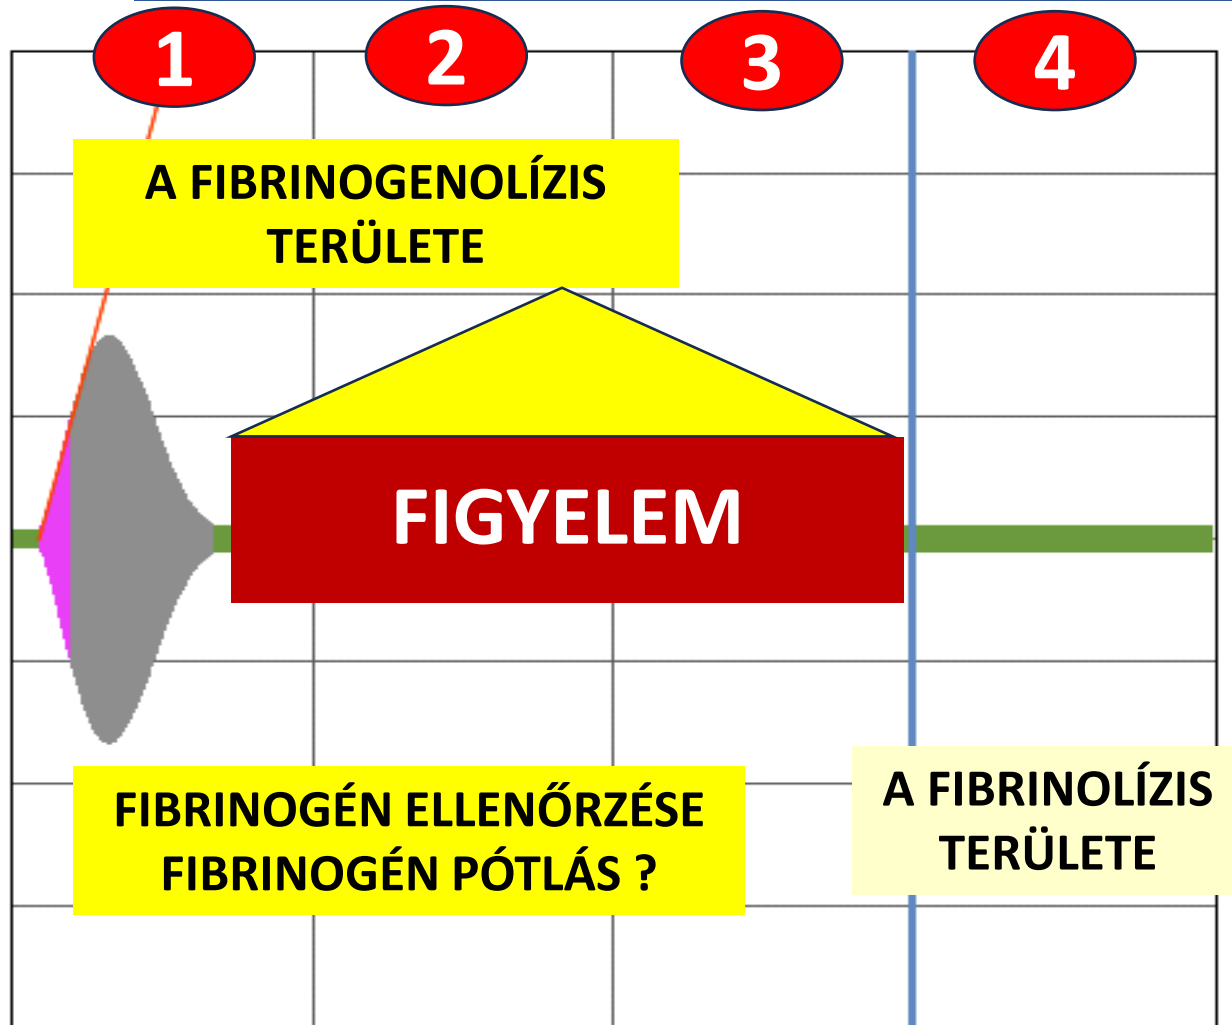 1
2
3
4
A FIBRINOGENOLÍZIS
TERÜLETE
FIGYELEM
FIBRINOGÉN ELLENŐRZÉSE
FIBRINOGÉN PÓTLÁS ?
A FIBRINOLÍZIS
TERÜLETE